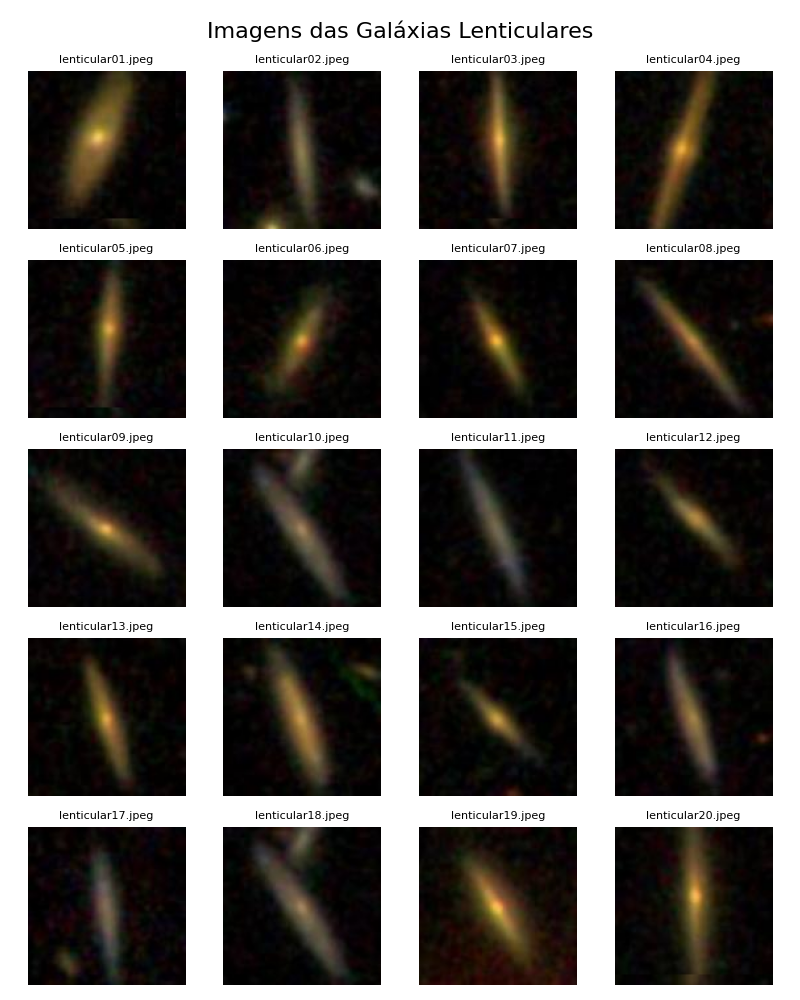 Imagens das Galáxias Lenticulares
lenticular01.jpeg
lenticular02.jpeg
lenticular03.jpeg
lenticular04.jpeg
lenticular05.jpeg
lenticular06.jpeg
lenticular07.jpeg
lenticular08.jpeg
lenticular09.jpeg
lenticular10.jpeg
lenticular11.jpeg
lenticular12.jpeg
lenticular13.jpeg
lenticular14.jpeg
lenticular15.jpeg
lenticular16.jpeg
lenticular17.jpeg
lenticular18.jpeg
lenticular19.jpeg
lenticular20.jpeg